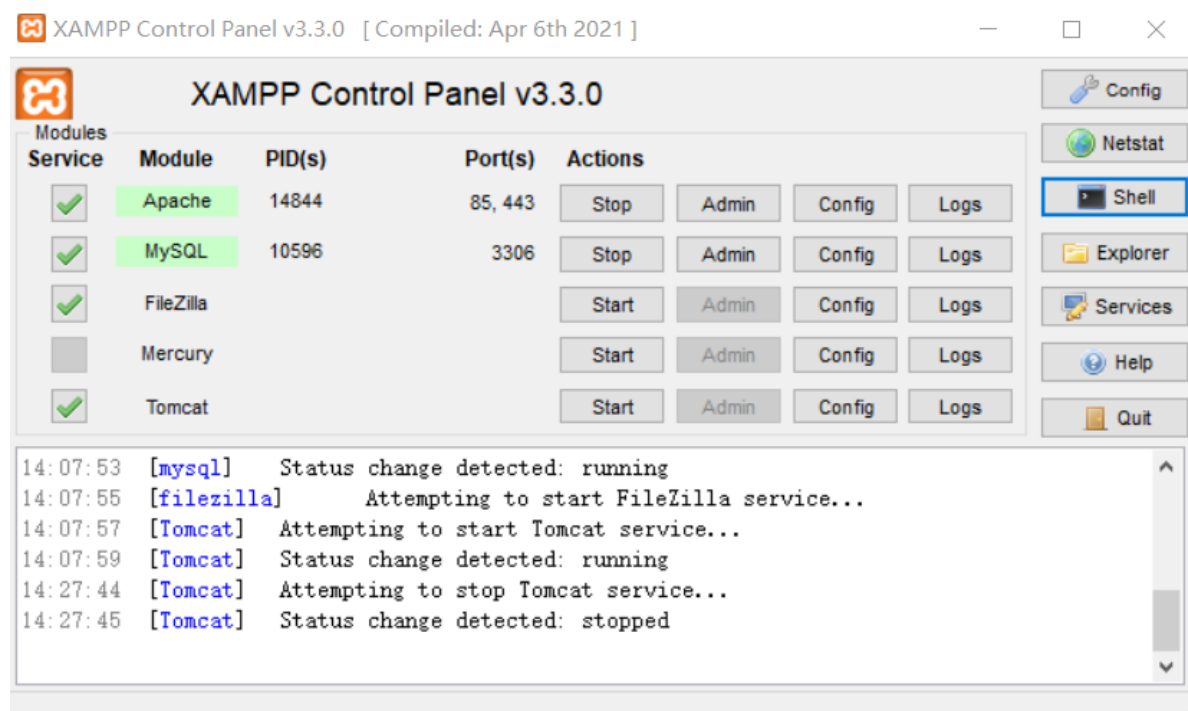 XAMPP Control Panel v3.3.0 [ Compiled: Apr 6th 2021 ]
XAMPP Control Panel v3.3.0
Config
Modules
Service Module PID(s) Port(s) Actions
Netstat
Apache 14844 85, 443 Stop Admin Config Logs
Shell
MySQL 10596 3306 Stop Admin Config Logs
Explorer
FileZilla Start Admin Config Logs
Services
Mercury Start Admin Config Logs
Help
Tomcat Start Admin Config Logs
Quit
14:07:53 [mysql] Status change detected: running
14:07:55 [filezilla] Attempting to start FileZilla service...
14:07:57 [Tomcat] Attempting to start Tomcat service...
14:07:59 [Tomcat] Status change detected: running
14:27:44 [Tomcat] Attempting to stop Tomcat service...
14:27:45 [Tomcat] Status change detected: stopped